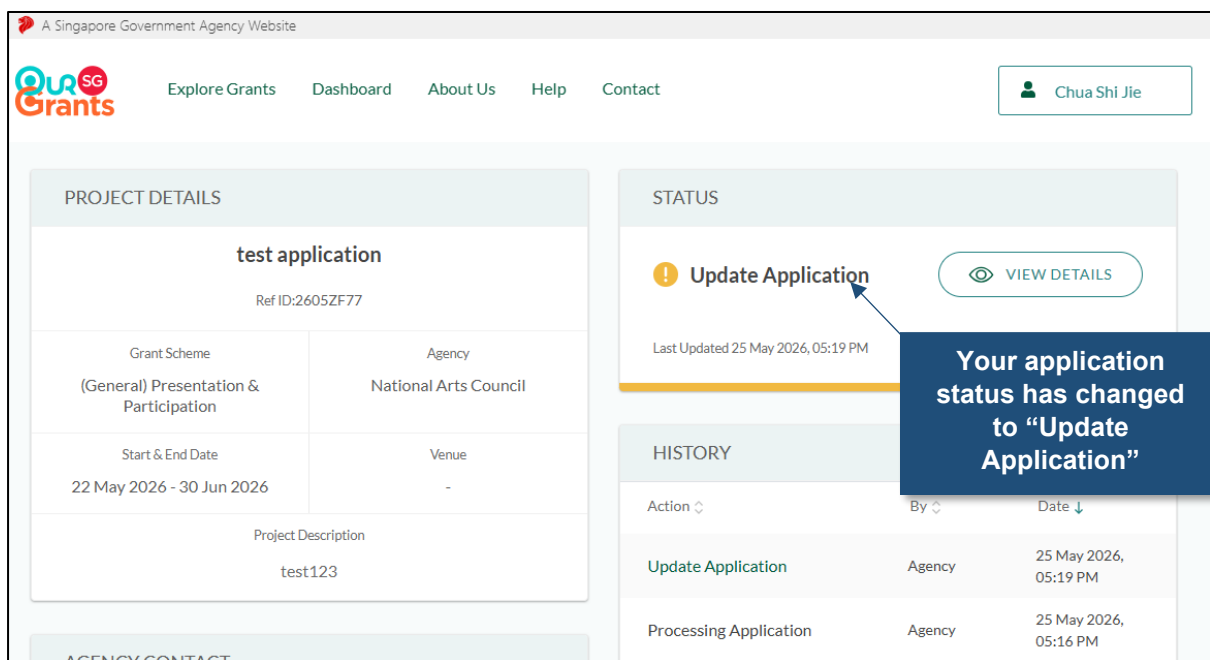 A Singapore Government Agency Website
OUR SG
Grants
Explore Grants
Dashboard
About Us
Help
Contact
Chua Shi Jie
PROJECT DETAILS
test application
Ref ID:2605ZF77
Grant Scheme
(General) Presentation &
Participation
Agency
National Arts Council
Start & End Date
22 May 2026 - 30 Jun 2026
Venue
-
Project Description
test123
AGENCY CONTACT
STATUS
Update Application
VIEW DETAILS
Last Updated 25 May 2026, 05:19 PM
Your application
status has changed
to “Update
Application”
HISTORY
Action
By
Date
Update Application
Agency
25 May 2026,
05:19 PM
Processing Application
Agency
25 May 2026,
05:16 PM